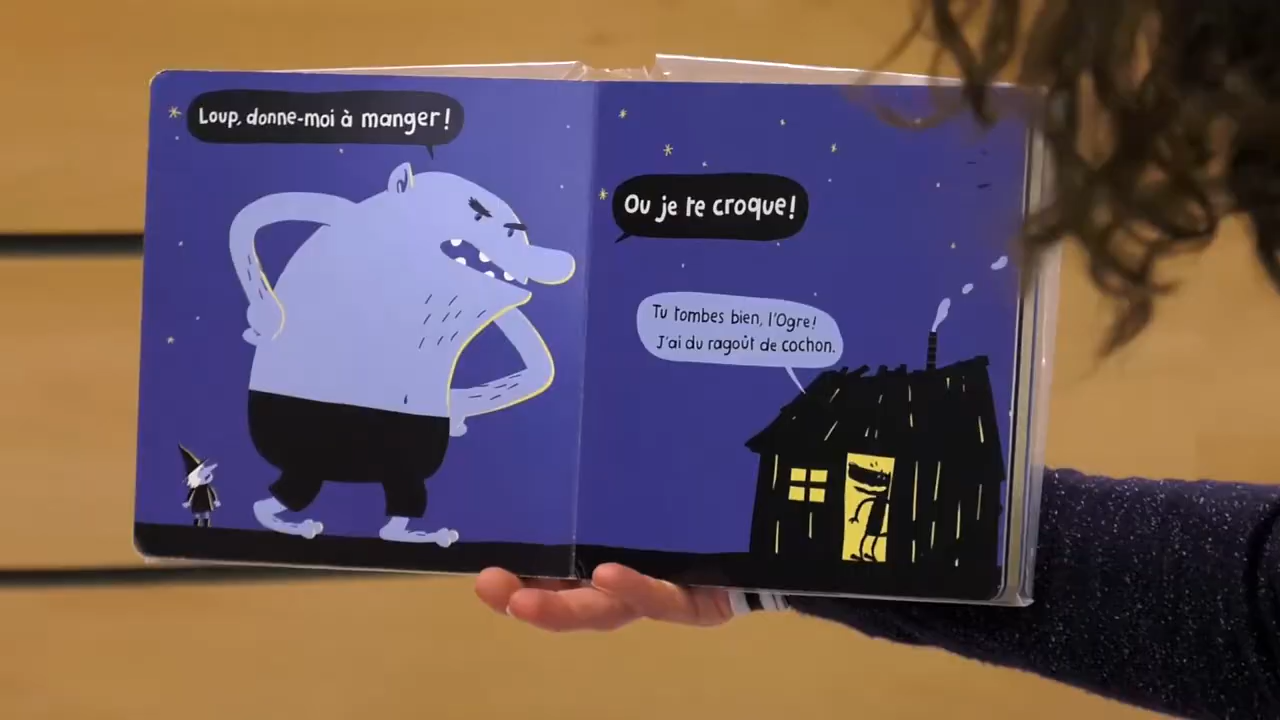 Loup, donne-moi à manger!
Ou je te croque!
Tu tombes bien, l'Ogre!
J'ai du ragoût de cochon.